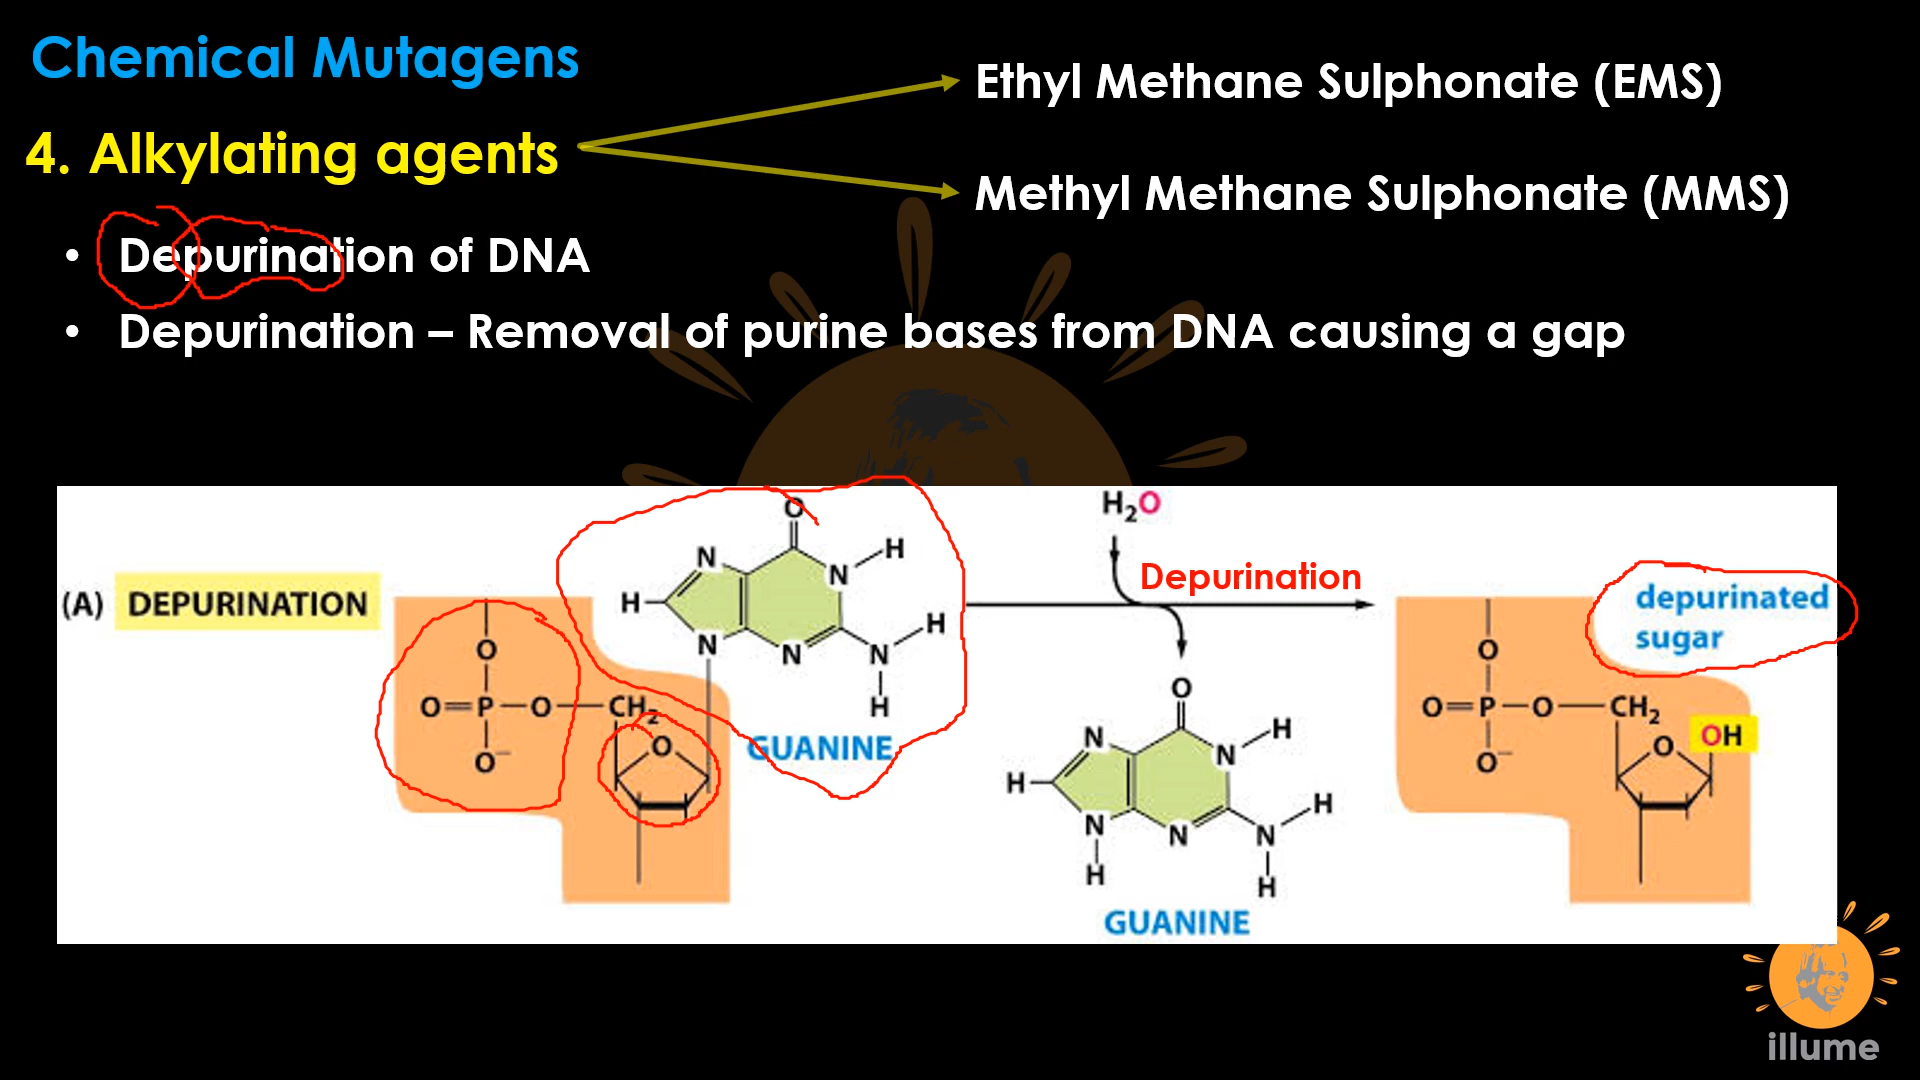 Chemical Mutagens
4. Alkylating agents
Ethyl Methane Sulphonate (EMS)
Methyl Methane Sulphonate (MMS)
• Depurination of DNA
• Depurination – Removal of purine bases from DNA causing a gap
(A) DEPURINATION
O
N
N
H
H
N
N
N
H
H
GUANINE
O
O=P—O—CH₂
O⁻
O
H₂O
Depurination
O
N
N
H
H
N
N
N
H
H
H
GUANINE
depurinated
sugar
O
O=P—O—CH₂
O⁻
O
OH
illume